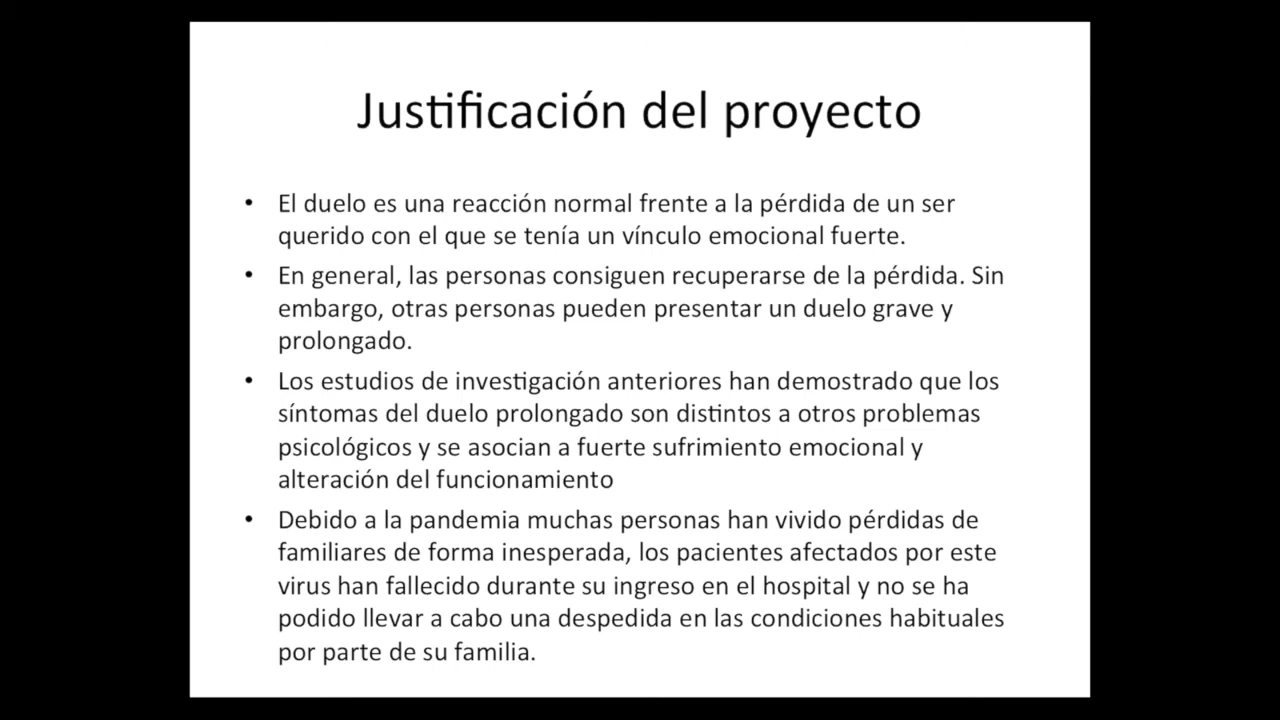 Justificación del proyecto
• El duelo es una reacción normal frente a la pérdida de un ser
querido con el que se tenía un vínculo emocional fuerte.
• En general, las personas consiguen recuperarse de la pérdida. Sin
embargo, otras personas pueden presentar un duelo grave y
prolongado.
• Los estudios de investigación anteriores han demostrado que los
síntomas del duelo prolongado son distintos a otros problemas
psicológicos y se asocian a fuerte sufrimiento emocional y
alteración del funcionamiento
• Debido a la pandemia muchas personas han vivido pérdidas de
familiares de forma inesperada, los pacientes afectados por este
virus han fallecido durante su ingreso en el hospital y no se ha
podido llevar a cabo una despedida en las condiciones habituales
por parte de su familia.